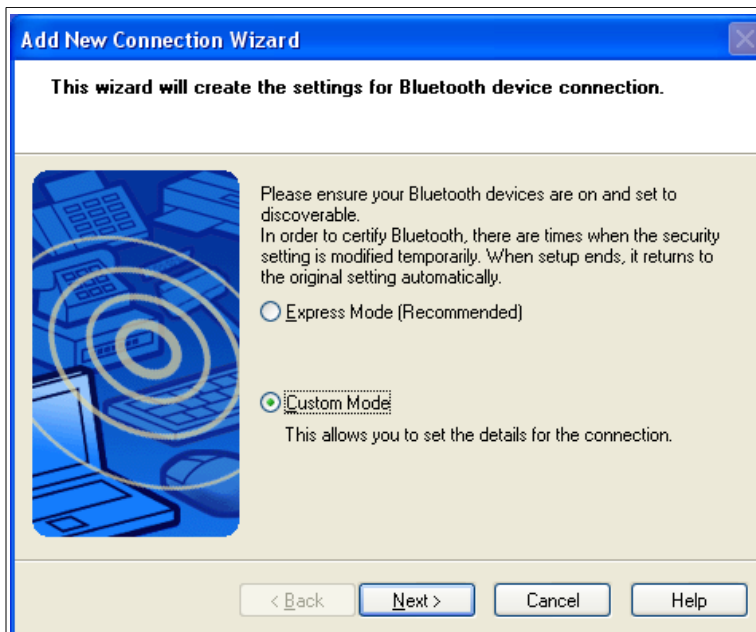 Add New Connection Wizard
This wizard will create the settings for Bluetooth device connection.
Please ensure your Bluetooth devices are on and set to
discoverable.
In order to certify Bluetooth, there are times when the security
setting is modified temporarily. When setup ends, it returns to
the original setting automatically.
Express Mode (Recommended)
Custom Mode
This allows you to set the details for the connection.
< Back Next > Cancel Help